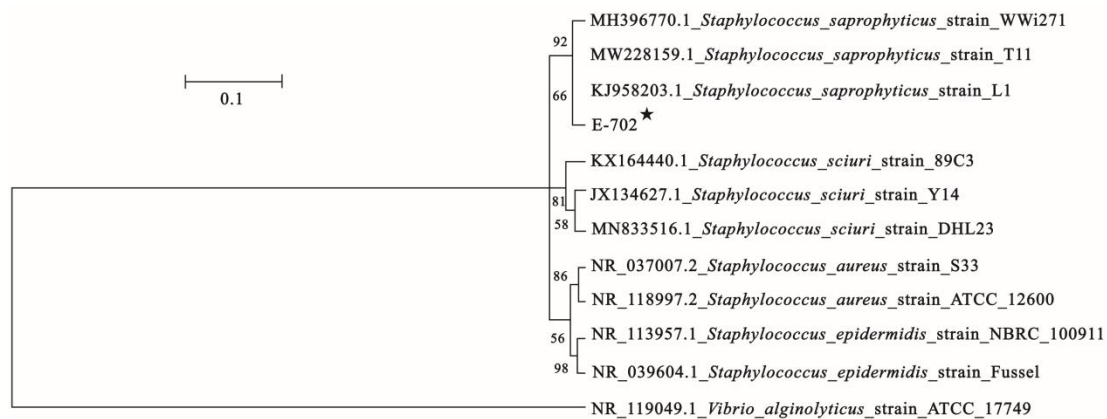 MH396770.1_Staphylococcus_saprophyticus_strain_WWi271
92
MW228159.1_Staphylococcus_saprophyticus_strain_T11
0.1
66
KJ958203.1_Staphylococcus_saprophyticus_strain_L1
E-702★
KX164440.1_Staphylococcus_sciuri_strain_89C3
81
JX134627.1_Staphylococcus_sciuri_strain_Y14
58
MN833516.1_Staphylococcus_sciuri_strain_DHL23
86
NR_037007.2_Staphylococcus_aureus_strain_S33
NR_118997.2_Staphylococcus_aureus_strain_ATCC_12600
56
NR_113957.1_Staphylococcus_epidermidis_strain_NBRC_100911
98
NR_039604.1_Staphylococcus_epidermidis_strain_Fussel
NR_119049.1_Vibrio_alginolyticus_strain_ATCC_17749